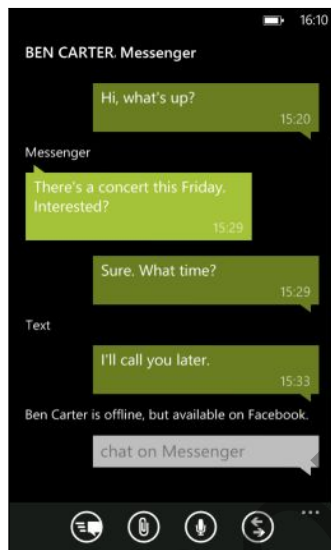 16:10
BEN CARTER, Messenger
Hi, what's up?
15:20
Messenger
There's a concert this Friday.
Interested?
15:29
Sure. What time?
15:29
Text
I'll call you later.
15:33
Ben Carter is offline, but available on Facebook.
chat on Messenger